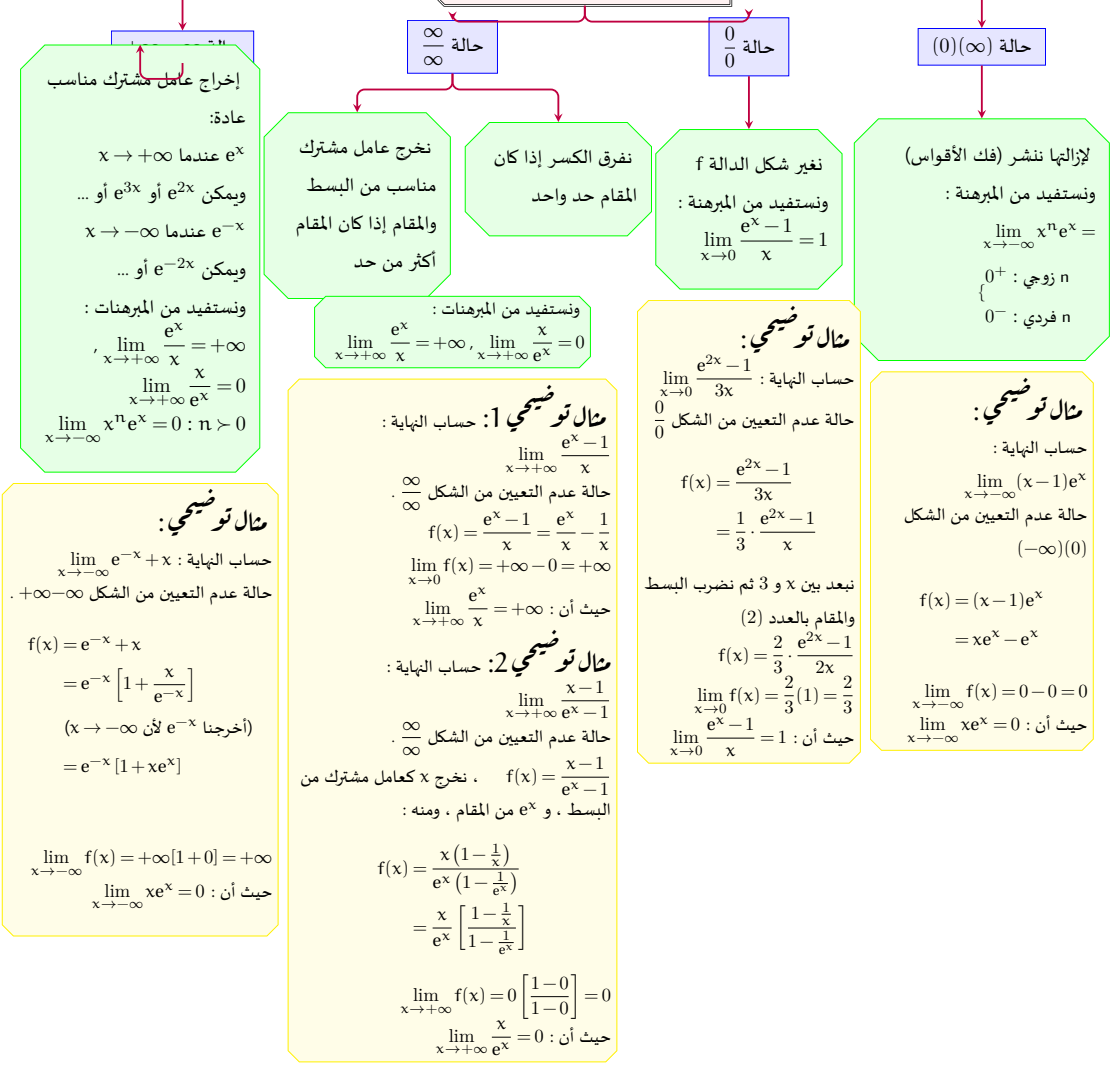 حالة (0)(∞)
لإزالتها ننشر (فك الأقواس)
ونستفيد من المبرهنة :
lim x→−∞ xⁿeˣ =
n زوجي : 0⁺
{
n فردي : 0⁻
مثال توضيحي :
حساب النهاية :
lim x→−∞ (x−1)eˣ
حالة عدم التعيين من الشكل
(−∞)(0)
f(x) = (x−1)eˣ
= xeˣ − eˣ
lim x→−∞ f(x) = 0−0 = 0
حيث أن : lim x→−∞ xeˣ = 0
حالة 0/0
نغير شكل الدالة f
ونستفيد من المبرهنة :
lim x→0 (eˣ−1)/x = 1
مثال توضيحي :
حساب النهاية : lim x→0 (e²ˣ−1)/3x
حالة عدم التعيين من الشكل 0/0
f(x) = (e²ˣ−1)/3x
= 1/3 · (e²ˣ−1)/x
نبعد بين x و 3 ثم نضرب البسط
والمقام بالعدد (2)
f(x) = 2/3 · (e²ˣ−1)/2x
lim x→0 f(x) = 2/3(1) = 2/3
حيث أن : lim x→0 (eˣ−1)/x = 1
حالة ∞/∞
نفرق الكسر إذا كان
المقام حد واحد
نخرج عامل مشترك
مناسب من البسط
والمقام إذا كان المقام
أكثر من حد
ونستفيد من المبرهنات :
lim x→+∞ x/eˣ = 0 ، lim x→+∞ eˣ/x = +∞
مثال توضيحي 1: حساب النهاية :
lim x→+∞ (eˣ−1)/x
حالة عدم التعيين من الشكل ∞/∞ .
f(x) = (eˣ−1)/x = eˣ/x − 1/x
lim x→0 f(x) = +∞−0 = +∞
حيث أن : lim x→+∞ eˣ/x = +∞
مثال توضيحي 2: حساب النهاية :
lim x→+∞ (x−1)/(eˣ−1)
حالة عدم التعيين من الشكل ∞/∞ .
f(x) = (x−1)/(eˣ−1) ، نخرج x كعامل مشترك من
البسط ، و eˣ من المقام ، ومنه :
f(x) = x(1−1/x) / eˣ(1−1/eˣ)
= x/eˣ [(1−1/x)/(1−1/eˣ)]
lim x→+∞ f(x) = 0[(1−0)/(1−0)] = 0
حيث أن : lim x→+∞ x/eˣ = 0
إخراج عامل مشترك مناسب
عادة:
eˣ عندما x→+∞
ويمكن e²ˣ أو e³ˣ أو ...
e⁻ˣ عندما x→−∞
ويمكن e⁻²ˣ أو ...
ونستفيد من المبرهنات :
lim x→+∞ eˣ/x = +∞ ،
lim x→+∞ x/eˣ = 0
lim x→−∞ xⁿeˣ = 0 : n ≻ 0
مثال توضيحي :
حساب النهاية : lim x→−∞ e⁻ˣ+x
حالة عدم التعيين من الشكل +∞−∞ .
f(x) = e⁻ˣ+x
= e⁻ˣ[1+x/e⁻ˣ]
(أخرجنا e⁻ˣ لأن x→−∞)
= e⁻ˣ[1+xeˣ]
lim x→−∞ f(x) = +∞[1+0] = +∞
حيث أن : lim x→−∞ xeˣ = 0